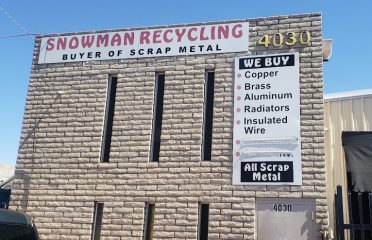 SNOWMAN RECYCLING
BUYER OF SCRAP METAL
4030
WE BUY
Copper
Brass
Aluminum
Radiators
Insulated
Wire
All Scrap
Metal
4030